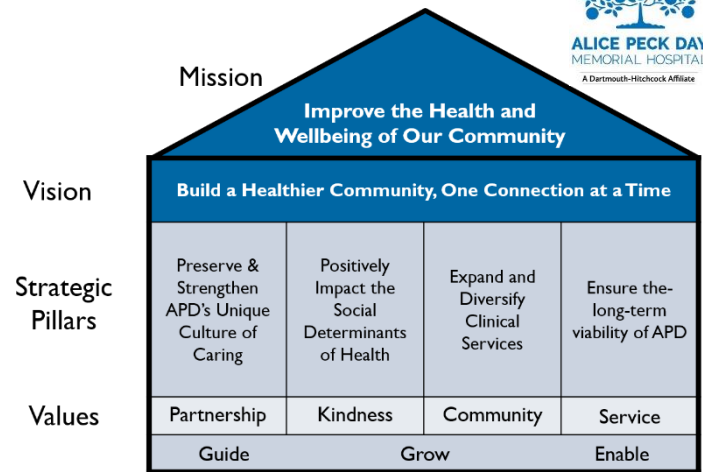 ALICE PECK DAY
MEMORIAL HOSPITAL
A Dartmouth-Hitchcock Affiliate
Mission
Improve the Health and
Wellbeing of Our Community
Vision
Build a Healthier Community, One Connection at a Time
Strategic
Pillars
Preserve &
Strengthen
APD's Unique
Culture of
Caring
Positively
Impact the
Social
Determinants
of Health
Expand and
Diversify
Clinical
Services
Ensure the-
long-term
viability of APD
Values
Partnership
Kindness
Community
Service
Guide
Grow
Enable